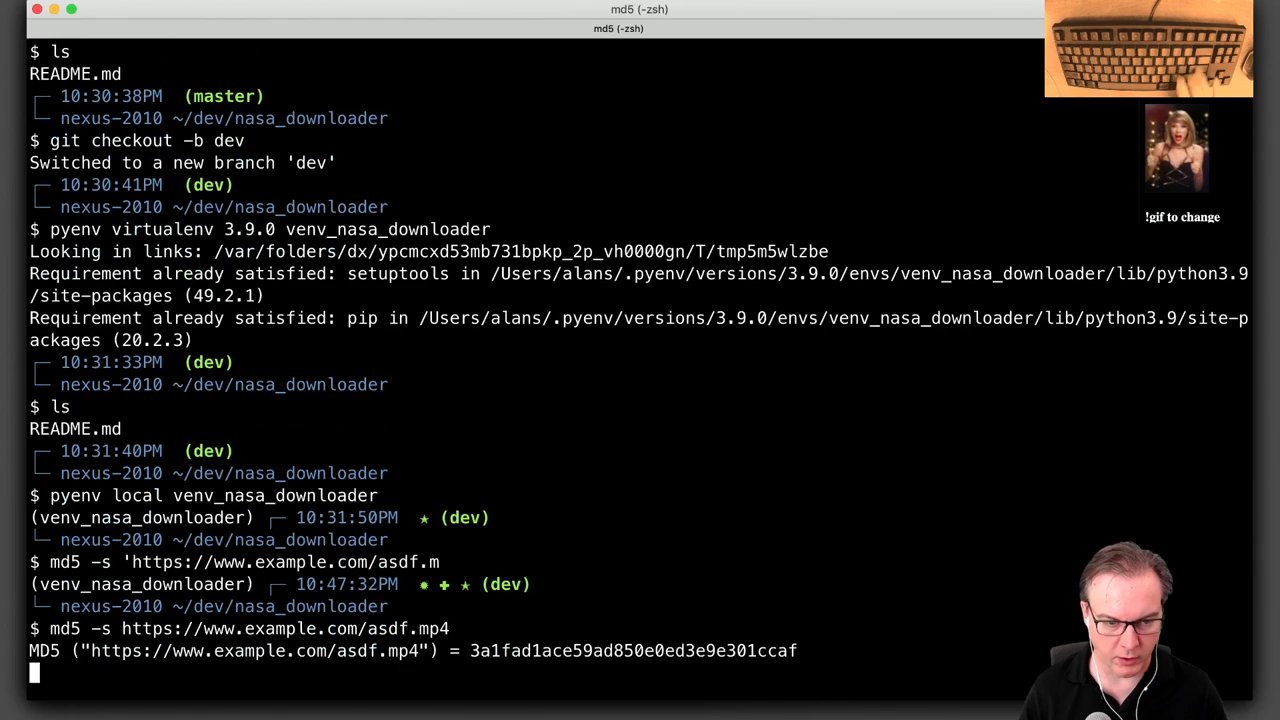 md5 (-zsh)
md5 (-zsh)
$ ls
README.md
10:30:38PM (master)
nexus-2010 ~/dev/nasa_downloader
$ git checkout -b dev
Switched to a new branch 'dev'
10:30:41PM (dev)
nexus-2010 ~/dev/nasa_downloader
$ pyenv virtualenv 3.9.0 venv_nasa_downloader
Looking in links: /var/folders/dx/ypcmcxd53mb731bpkp_2p_vh0000gn/T/tmp5m5wlzbe
Requirement already satisfied: setuptools in /Users/alans/.pyenv/versions/3.9.0/envs/venv_nasa_downloader/lib/python3.9
/site-packages (49.2.1)
Requirement already satisfied: pip in /Users/alans/.pyenv/versions/3.9.0/envs/venv_nasa_downloader/lib/python3.9/site-p
ackages (20.2.3)
10:31:33PM (dev)
nexus-2010 ~/dev/nasa_downloader
$ ls
README.md
10:31:40PM (dev)
nexus-2010 ~/dev/nasa_downloader
$ pyenv local venv_nasa_downloader
(venv_nasa_downloader) 10:31:50PM ★ (dev)
nexus-2010 ~/dev/nasa_downloader
$ md5 -s 'https://www.example.com/asdf.m
(venv_nasa_downloader) 10:47:32PM ✹ ✚ ★ (dev)
nexus-2010 ~/dev/nasa_downloader
$ md5 -s https://www.example.com/asdf.mp4
MD5 ("https://www.example.com/asdf.mp4") = 3a1fad1ace59ad850e0ed3e9e301ccaf
!gif to change